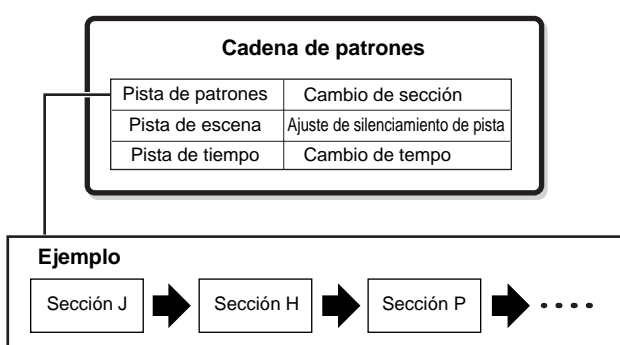 Cadena de patrones
Pista de patrones Cambio de sección
Pista de escena Ajuste de silenciamiento de pista
Pista de tiempo Cambio de tempo
Ejemplo
Sección J Sección H Sección P